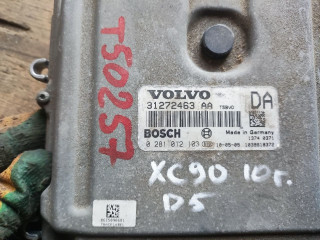 T50257
VOLVO
31272463 AA
DA
BOSCH
Made in Germany
0 281 012 103
XC90 10г.
D5